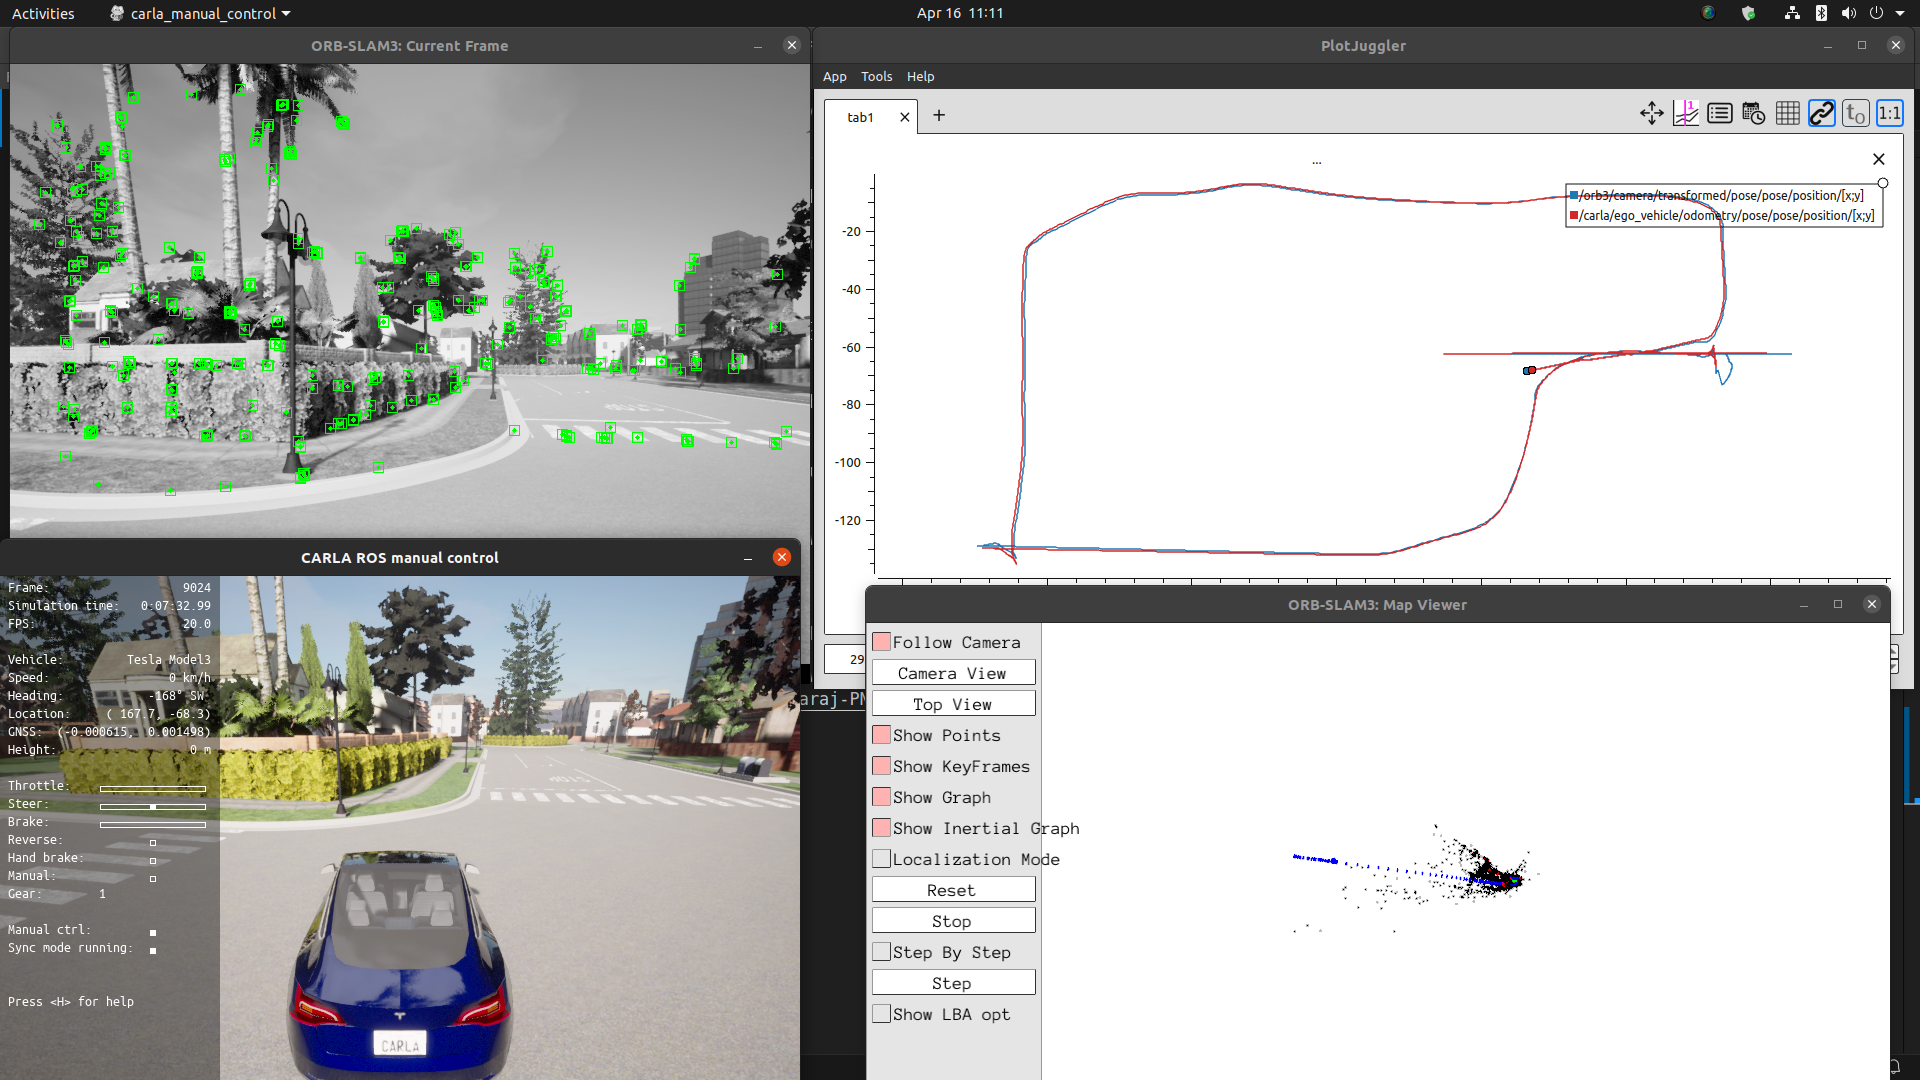 Activities
carla_manual_control
Apr 16 11:11
ORB-SLAM3: Current Frame
PlotJuggler
App Tools Help
tab1
+
t0
1:1
...
/orb3/camera/transformed/pose/pose/position/[x;y]
/carla/ego_vehicle/odometry/pose/pose/position/[x;y]
-20
-40
-60
-80
-100
-120
29
araj-PM
STOP
CARLA ROS manual control
Frame: 9024
Simulation time: 0:07:32.99
FPS: 20.0
Vehicle: Tesla Model3
Speed: 0 km/h
Heading: -168° SW
Location: ( 167.7, -68.3)
GNSS: (-0.000615, 0.001498)
Height: 0 m
Throttle:
Steer:
Brake:
Reverse:
Hand brake:
Manual:
Gear: 1
Manual ctrl:
Sync mode running:
Press <H> for help
STOP
CARLA
ORB-SLAM3: Map Viewer
Follow Camera
Camera View
Top View
Show Points
Show KeyFrames
Show Graph
Show Inertial Graph
Localization Mode
Reset
Stop
Step By Step
Step
Show LBA opt